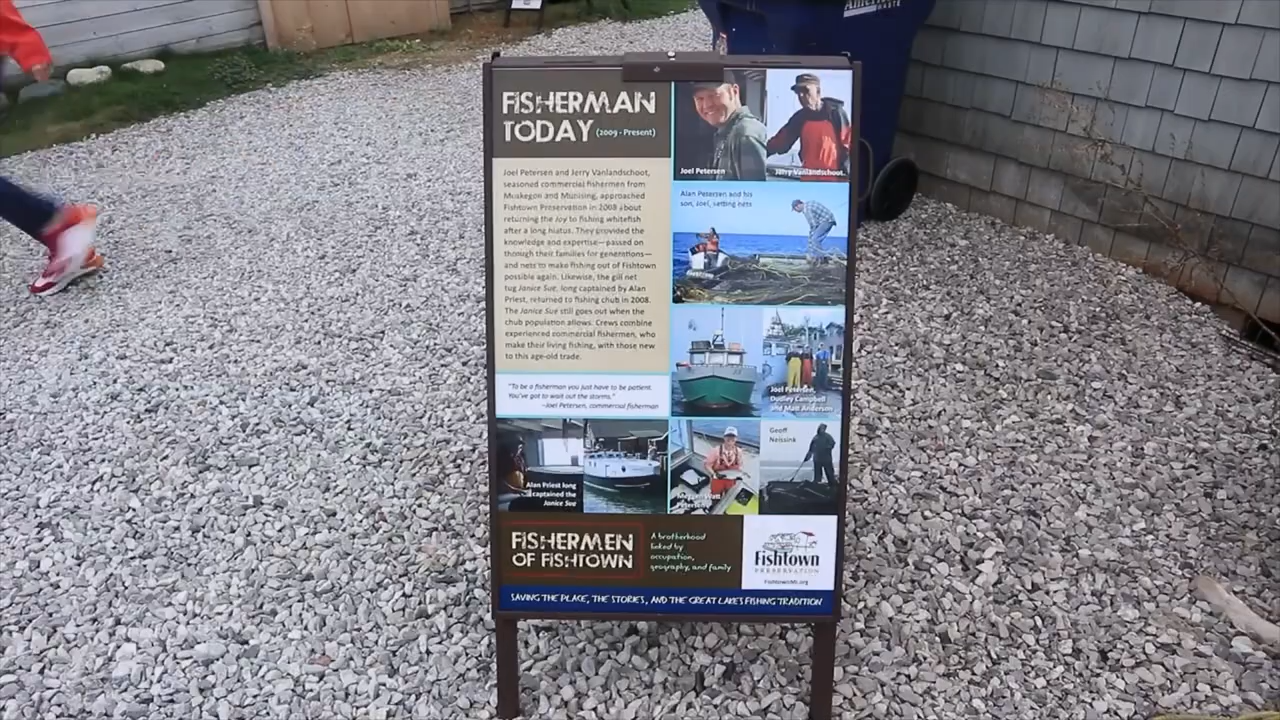 FISHERMAN
TODAY (2009 - Present)
Joel Petersen and Jerry Vanlandschoot,
seasoned commercial fishermen from
Muskegon and Munising, approached
Fishtown Preservation in 2008 about
returning the Joy to fishing whitefish
after a long hiatus. They provided the
knowledge and expertise—passed on
through their families for generations—
and nets to make fishing out of Fishtown
possible again. Likewise, the gill net
tug Janice Sue, long captained by Alan
Priest, returned to fishing chub in 2008.
The Janice Sue still goes out when the
chub population allows. Crews combine
experienced commercial fishermen, who
make their living fishing, with those new
to this age-old trade.
"To be a fisherman you just have to be patient.
You've got to wait out the storms."
–Joel Petersen, commercial fisherman
Joel Petersen
Jerry Vanlandschoot
Alan Petersen and his
son, Joel, setting nets
Joel Petersen,
Dudley Campbell
and Matt Anderson
Alan Priest long
captained the
Janice Sue
Megan Watt
Petersen
Geoff
Neissink
FISHERMEN
OF FISHTOWN
A brotherhood
linked by
occupation,
geography, and family
Fishtown
PRESERVATION
FishtownMI.org
SAVING THE PLACE, THE STORIES, AND THE GREAT LAKES FISHING TRADITION
American
WASTE